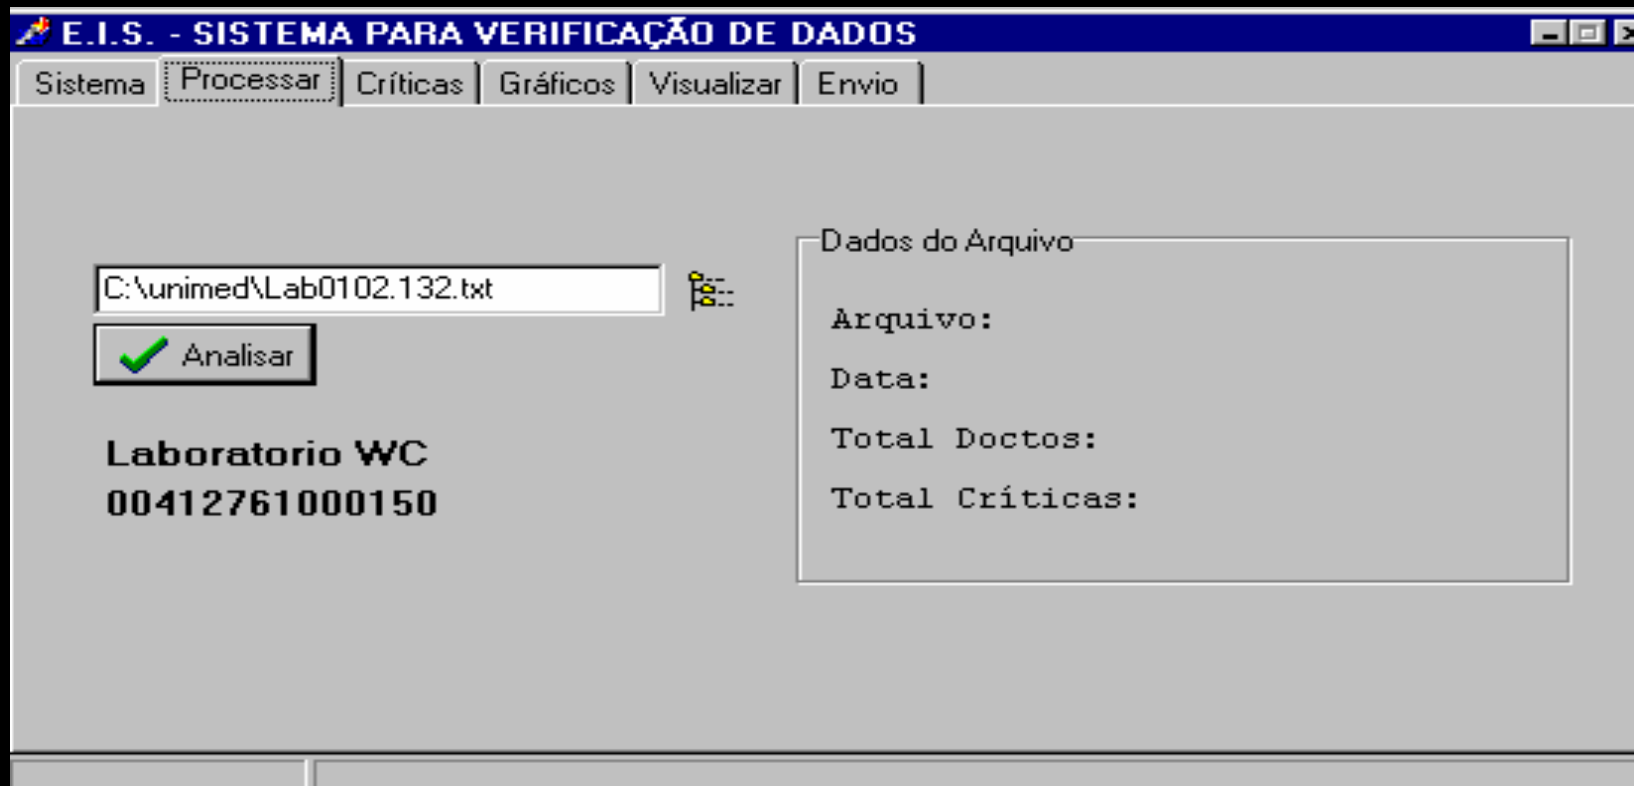 E.I.S. - SISTEMA PARA VERIFICAÇÃO DE DADOS
Sistema Processar Críticas Gráficos Visualizar Envio
C:\unimed\Lab0102.132.txt
Analisar
Laboratorio WC
00412761000150
Dados do Arquivo
Arquivo:
Data:
Total Doctos:
Total Críticas: